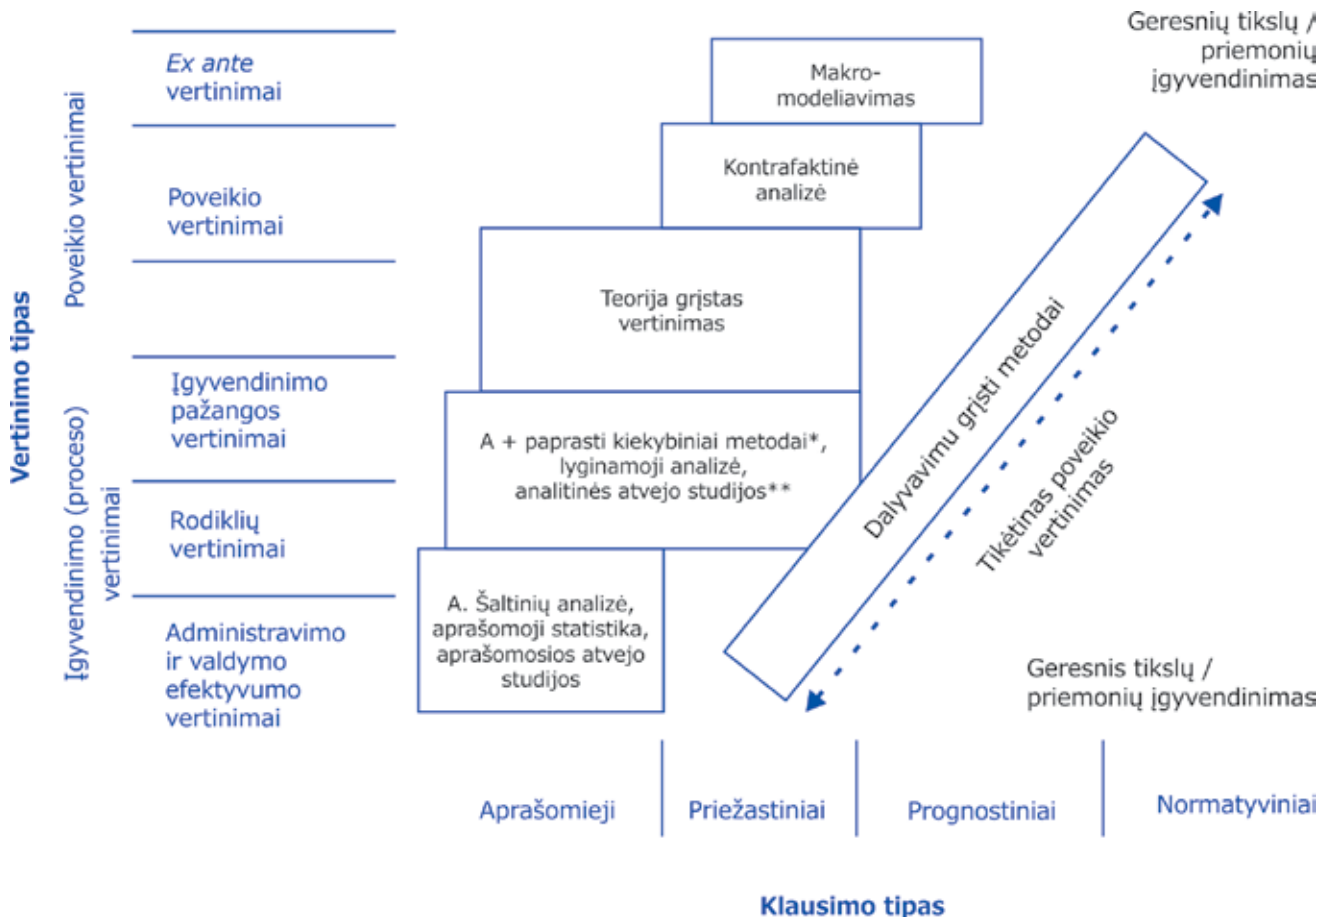 Vertinimo tipas
Poveikio vertinimai
Įgyvendinimo (proceso)
vertinimai
Ex ante
vertinimai
Poveikio
vertinimai
Įgyvendinimo
pažangos
vertinimai
Rodiklių
vertinimai
Administravimo
ir valdymo
efektyvumo
vertinimai
Makro-
modeliavimas
Kontrafaktinė
analizė
Teorija grįstas
vertinimas
A + paprasti kiekybiniai metodai*,
lyginamoji analizė,
analitinės atvejo studijos**
A. Šaltinių analizė,
aprašomoji statistika,
aprašomosios atvejo
studijos
Dalyvavimu grįsti metodai
Tikėtinas poveikio
vertinimas
Geresnių tikslų /
priemonių
įgyvendinimas
Geresnis tikslų /
priemonių įgyvendinimas
Aprašomieji
Priežastiniai
Prognostiniai
Normatyviniai
Klausimo tipas